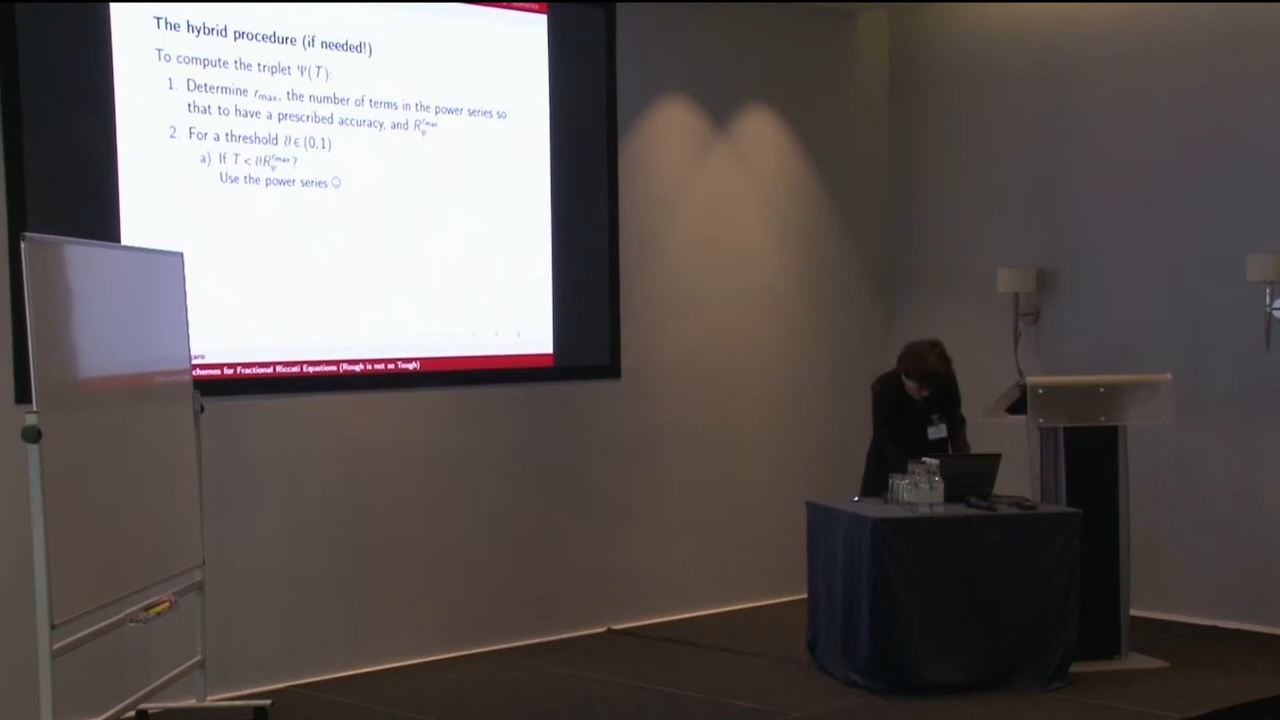 The hybrid procedure (if needed!)
To compute the triplet Ψ(T):
1. Determine r_max, the number of terms in the power series so
that to have a prescribed accuracy, and R_ψ^{r_max}
2. For a threshold ϑ ∈ (0,1)
a) If T < ϑR_ψ^{r_max}?
Use the power series ☺
aro
chemes for Fractional Riccati Equations (Rough is not so Tough)